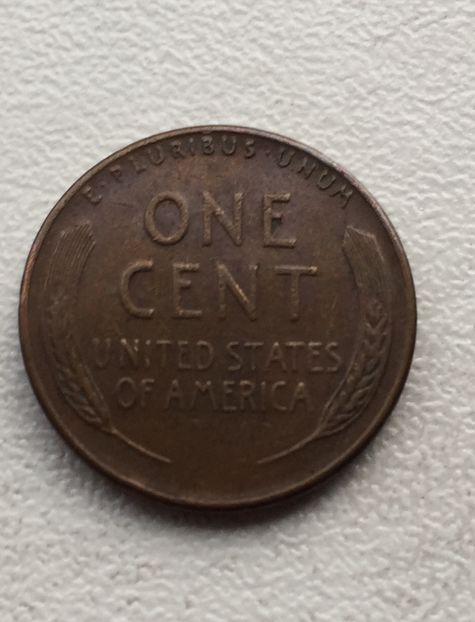 E · PLURIBUS · UNUM
ONE
CENT
UNITED STATES
OF AMERICA